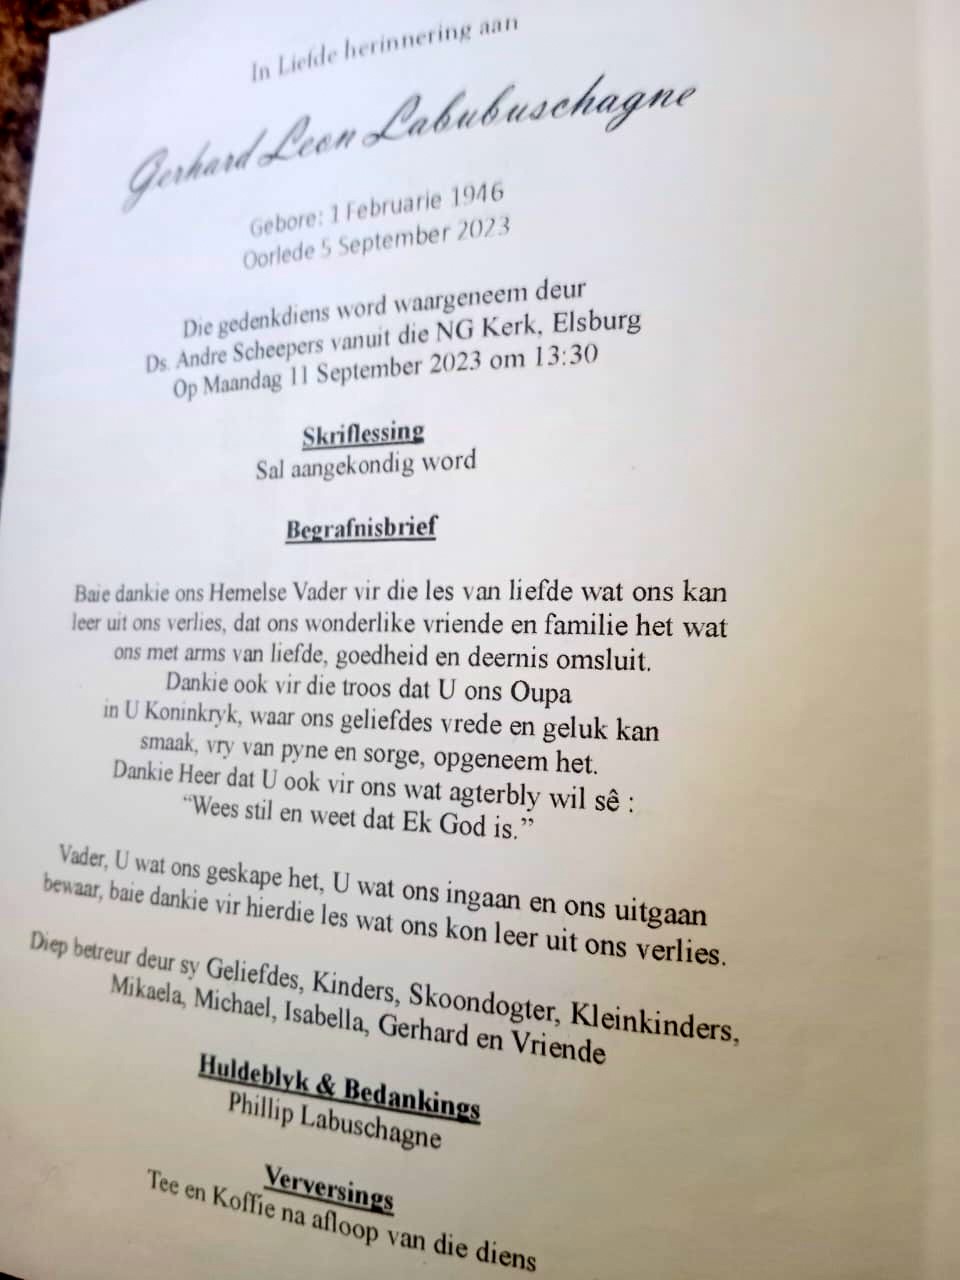 In Liefde herinnering aan
Gerhard Leon Labubuschagne
Gebore: 1 Februarie 1946
Oorlede 5 September 2023
Die gedenkdiens word waargeneem deur
Ds. Andre Scheepers vanuit die NG Kerk, Elsburg
Op Maandag 11 September 2023 om 13:30
Skriflessing
Sal aangekondig word
Begrafnisbrief
Baie dankie ons Hemelse Vader vir die les van liefde wat ons kan
leer uit ons verlies, dat ons wonderlike vriende en familie het wat
ons met arms van liefde, goedheid en deernis omsluit.
Dankie ook vir die troos dat U ons Oupa
in U Koninkryk, waar ons geliefdes vrede en geluk kan
smaak, vry van pyne en sorge, opgeneem het.
Dankie Heer dat U ook vir ons wat agterbly wil sê :
“Wees stil en weet dat Ek God is.”
Vader, U wat ons geskape het, U wat ons ingaan en ons uitgaan
bewaar, baie dankie vir hierdie les wat ons kon leer uit ons verlies.
Diep betreur deur sy Geliefdes, Kinders, Skoondogter, Kleinkinders,
Mikaela, Michael, Isabella, Gerhard en Vriende
Huldeblyk & Bedankings
Phillip Labuschagne
Verversings
Tee en Koffie na afloop van die diens